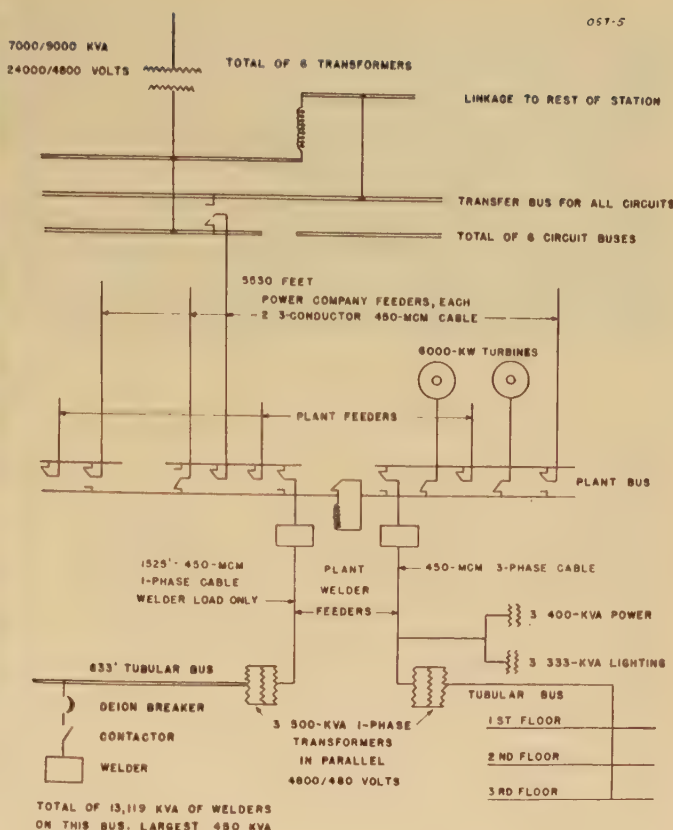 057-5
7000/9000 KVA
24000/4800 VOLTS
TOTAL OF 6 TRANSFORMERS
LINKAGE TO REST OF STATION
TRANSFER BUS FOR ALL CIRCUITS
TOTAL OF 6 CIRCUIT BUSES
5530 FEET
POWER COMPANY FEEDERS, EACH
2 3-CONDUCTOR 450-MCM CABLE
6000-KW TURBINES
PLANT FEEDERS
PLANT BUS
1525'- 450-MCM
1-PHASE CABLE
WELDER LOAD ONLY
PLANT
WELDER
FEEDERS
450-MCM 3-PHASE CABLE
3 400-KVA POWER
3 333-KVA LIGHTING
633' TUBULAR BUS
TUBULAR BUS
DEION BREAKER
CONTACTOR
WELDER
3 500-KVA 1-PHASE
TRANSFORMERS
IN PARALLEL
4800/480 VOLTS
1 ST FLOOR
2 ND FLOOR
3 RD FLOOR
TOTAL OF 13,119 KVA OF WELDERS
ON THIS BUS. LARGEST 450 KVA